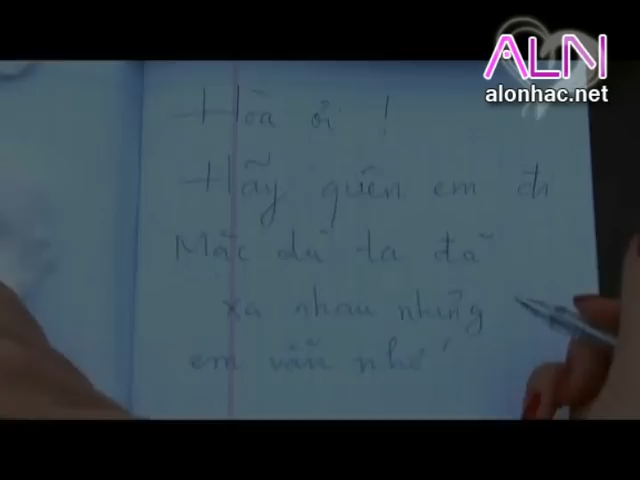 ALN
alonhac.net
Hòa ơi !
Hãy quên em đi
Mặc dù ta đã
xa nhau nhưng
em vẫn nhớ